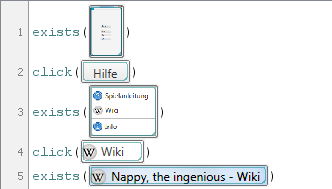 1 exists( )
2 click( Hilfe )
3 exists( Spielanleitung
Wiki
Info )
4 click( W Wiki )
5 exists( W Nappy, the ingenious - Wiki )